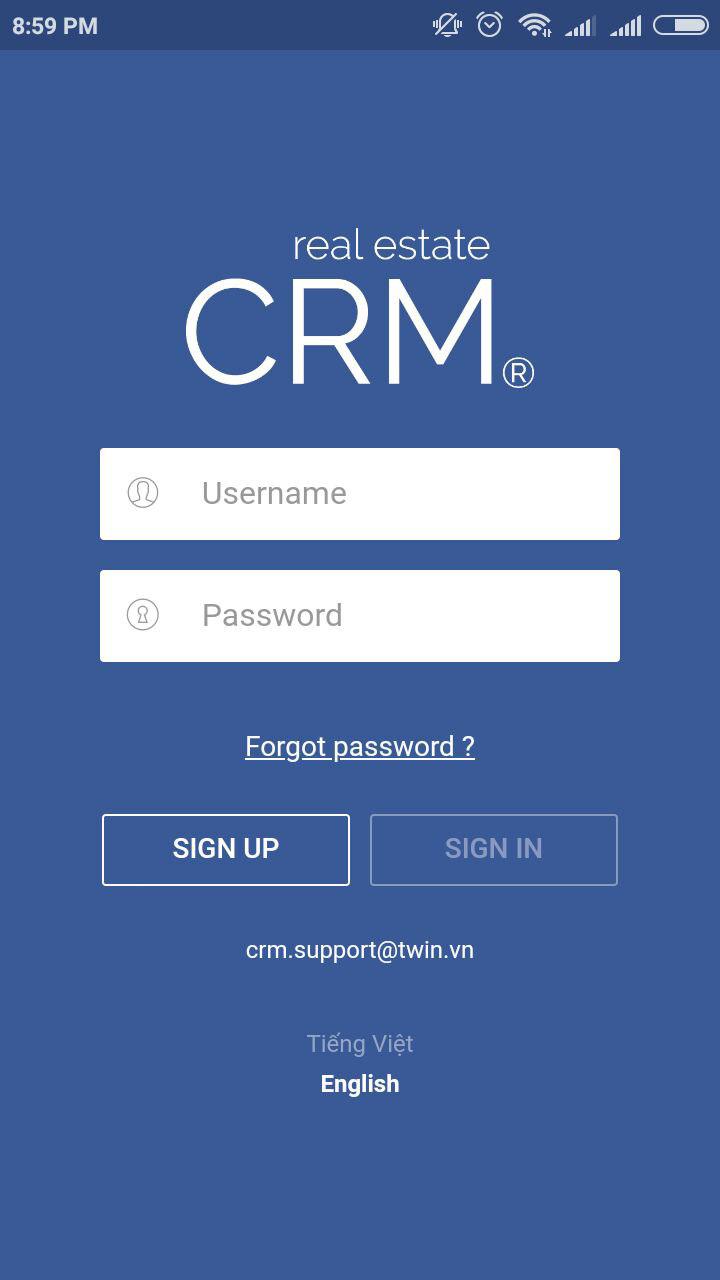 8:59 PM
real estate
CRM®
Username
Password
Forgot password ?
SIGN UP
SIGN IN
crm.support@twin.vn
Tiếng Việt
English